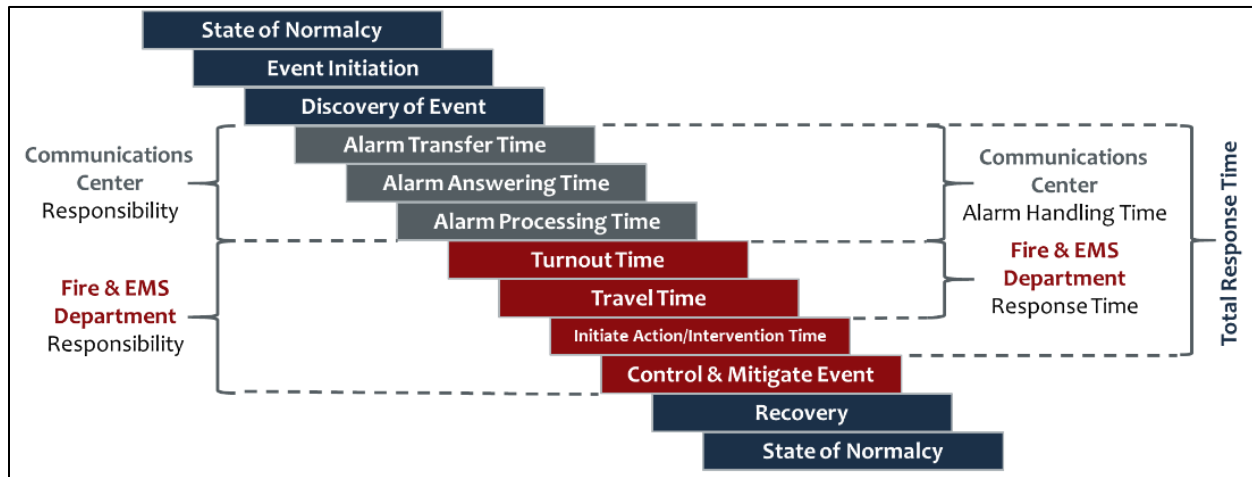 State of Normalcy
Event Initiation
Discovery of Event
Alarm Transfer Time
Alarm Answering Time
Alarm Processing Time
Turnout Time
Travel Time
Initiate Action/Intervention Time
Control & Mitigate Event
Recovery
State of Normalcy
Communications
Center
Responsibility
Fire & EMS
Department
Responsibility
Communications
Center
Alarm Handling Time
Fire & EMS
Department
Response Time
Total Response Time